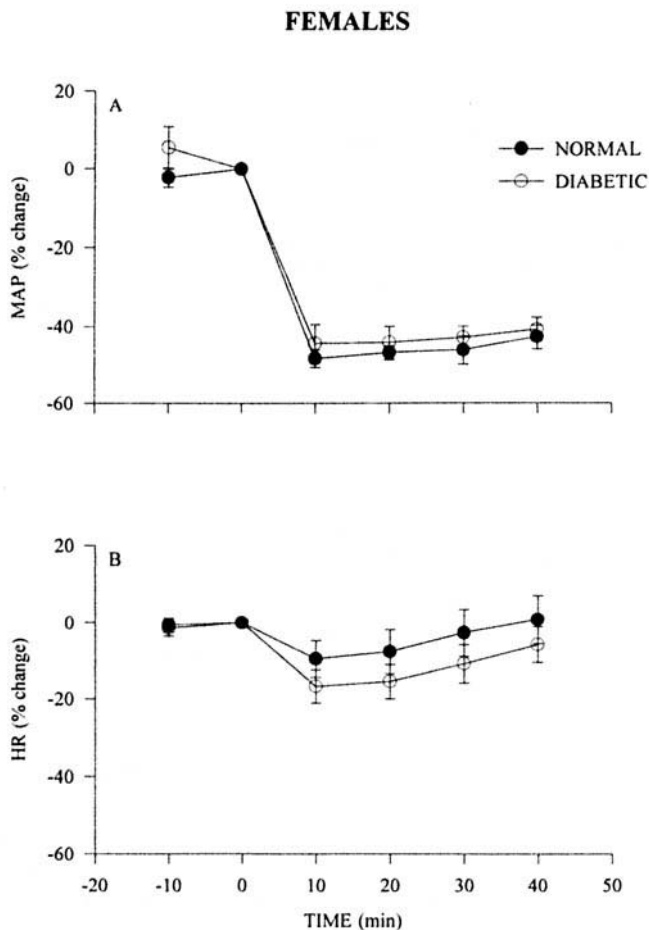 FEMALES
A
NORMAL
DIABETIC
MAP (% change)
20
0
-20
-40
-60
B
HR (% change)
20
0
-20
-40
-60
-20 -10 0 10 20 30 40 50
TIME (min)